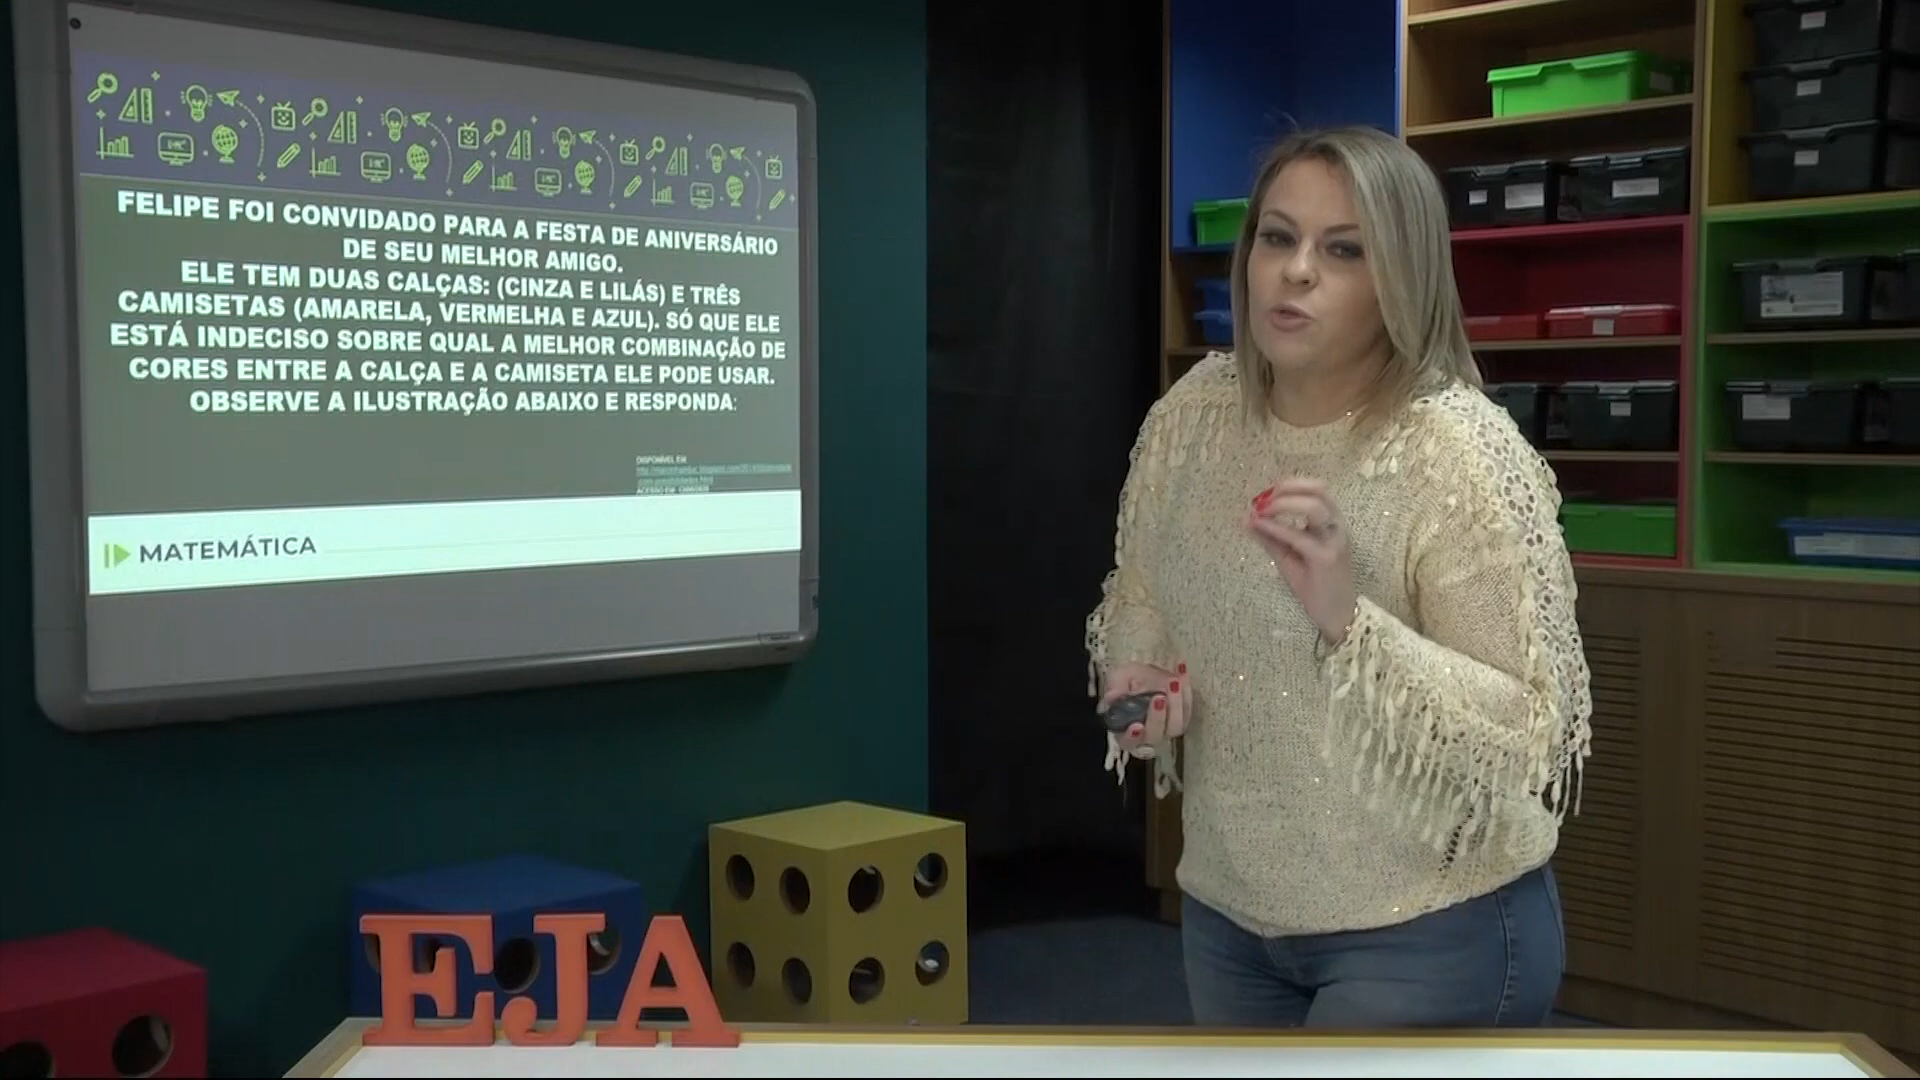 FELIPE FOI CONVIDADO PARA A FESTA DE ANIVERSÁRIO
DE SEU MELHOR AMIGO.
ELE TEM DUAS CALÇAS: (CINZA E LILÁS) E TRÊS
CAMISETAS (AMARELA, VERMELHA E AZUL). SÓ QUE ELE
ESTÁ INDECISO SOBRE QUAL A MELHOR COMBINAÇÃO DE
CORES ENTRE A CALÇA E A CAMISETA ELE PODE USAR.
OBSERVE A ILUSTRAÇÃO ABAIXO E RESPONDA:
DISPONÍVEL EM
MATEMÁTICA
EJA